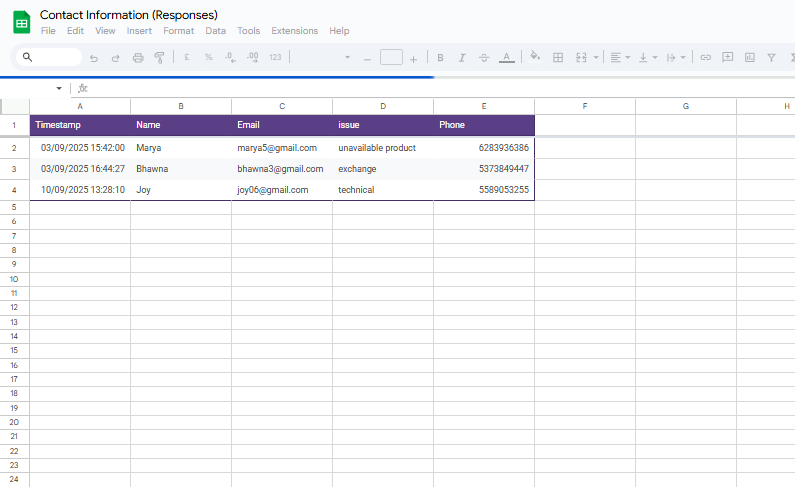 Contact Information (Responses)
File Edit View Insert Format Data Tools Extensions Help
£ % .0 .00 123 B I A
fx
A B C D E F G H
1 Timestamp Name Email issue Phone
2 03/09/2025 15:42:00 Marya marya5@gmail.com unavailable product 6283936386
3 03/09/2025 16:44:27 Bhawna bhawna3@gmail.com exchange 5373849447
4 10/09/2025 13:28:10 Joy joy06@gmail.com technical 5589053255
5
6
7
8
9
10
11
12
13
14
15
16
17
18
19
20
21
22
23
24